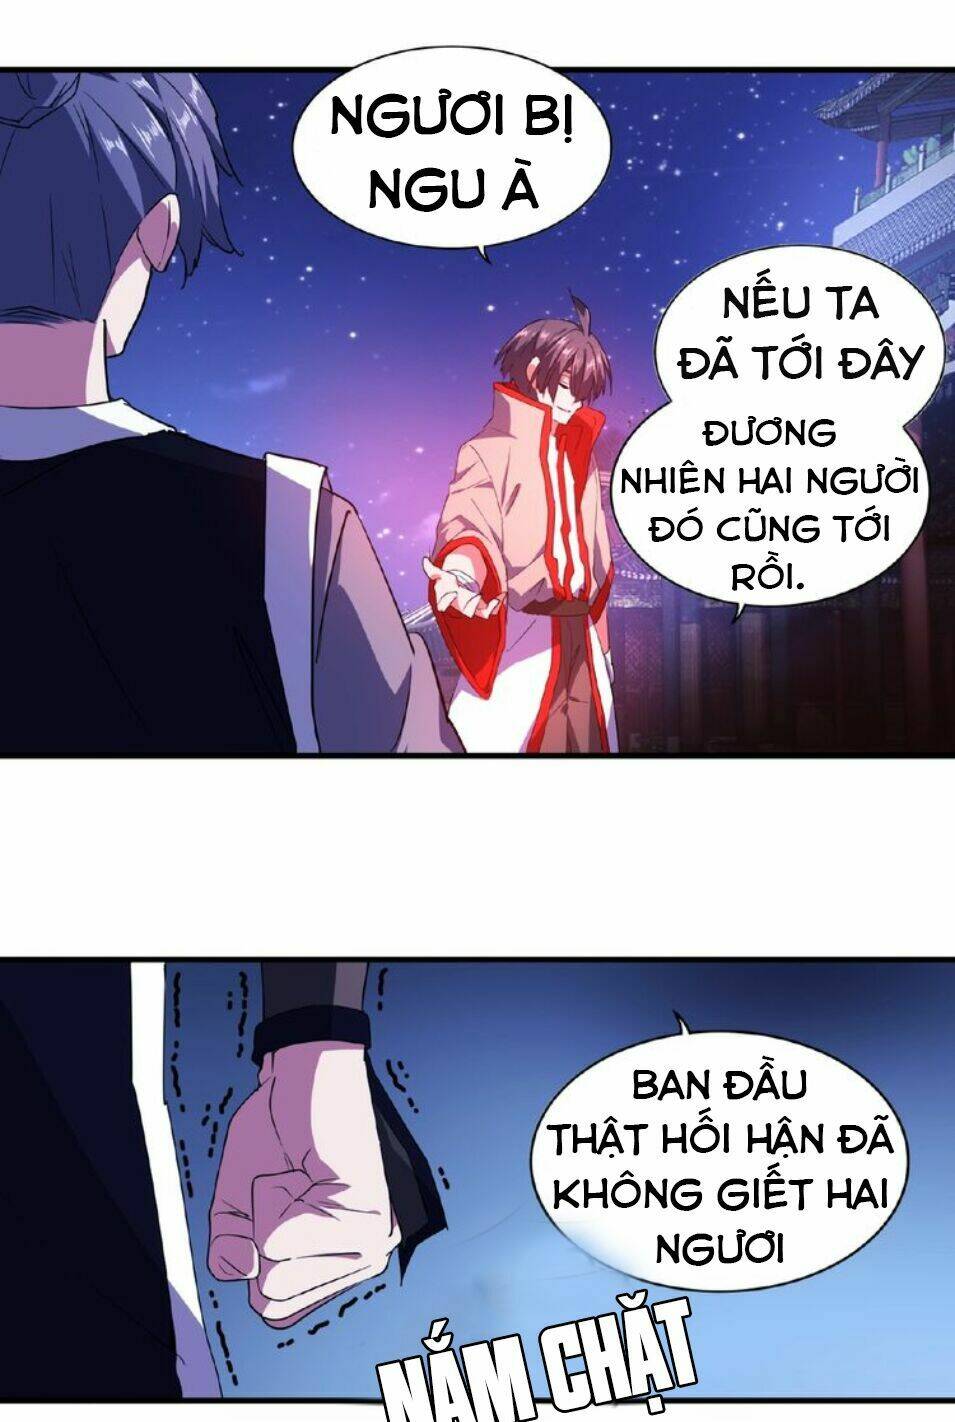 NGƯƠI BỊ
NGU À
NẾU TA
ĐÃ TỚI ĐÂY
ĐƯƠNG
NHIÊN HAI NGƯỜI
ĐÓ CŨNG TỚI
RỒI.
BAN ĐẦU
THẬT HỐI HẬN ĐÃ
KHÔNG GIẾT HAI
NGƯƠI
NẮM CHẶT